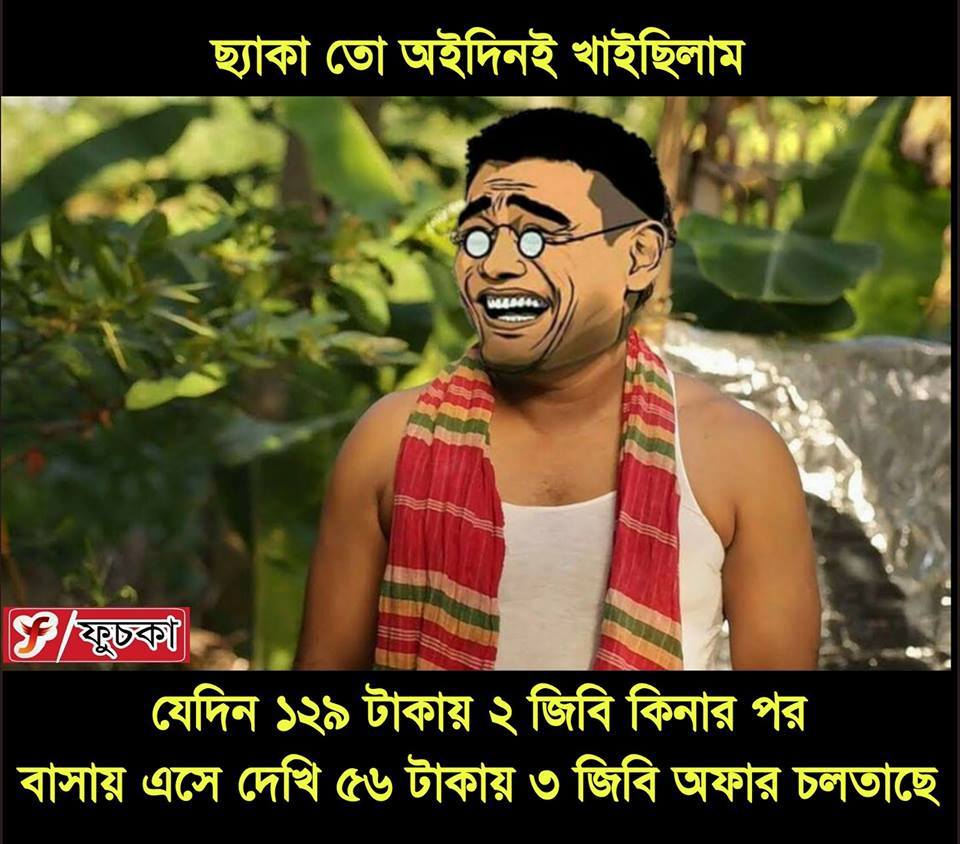 ছ্যাকা তো অইদিনই খাইছিলাম
f/ফুচকা
যেদিন ১২৯ টাকায় ২ জিবি কিনার পর
বাসায় এসে দেখি ৫৬ টাকায় ৩ জিবি অফার চলতাছে